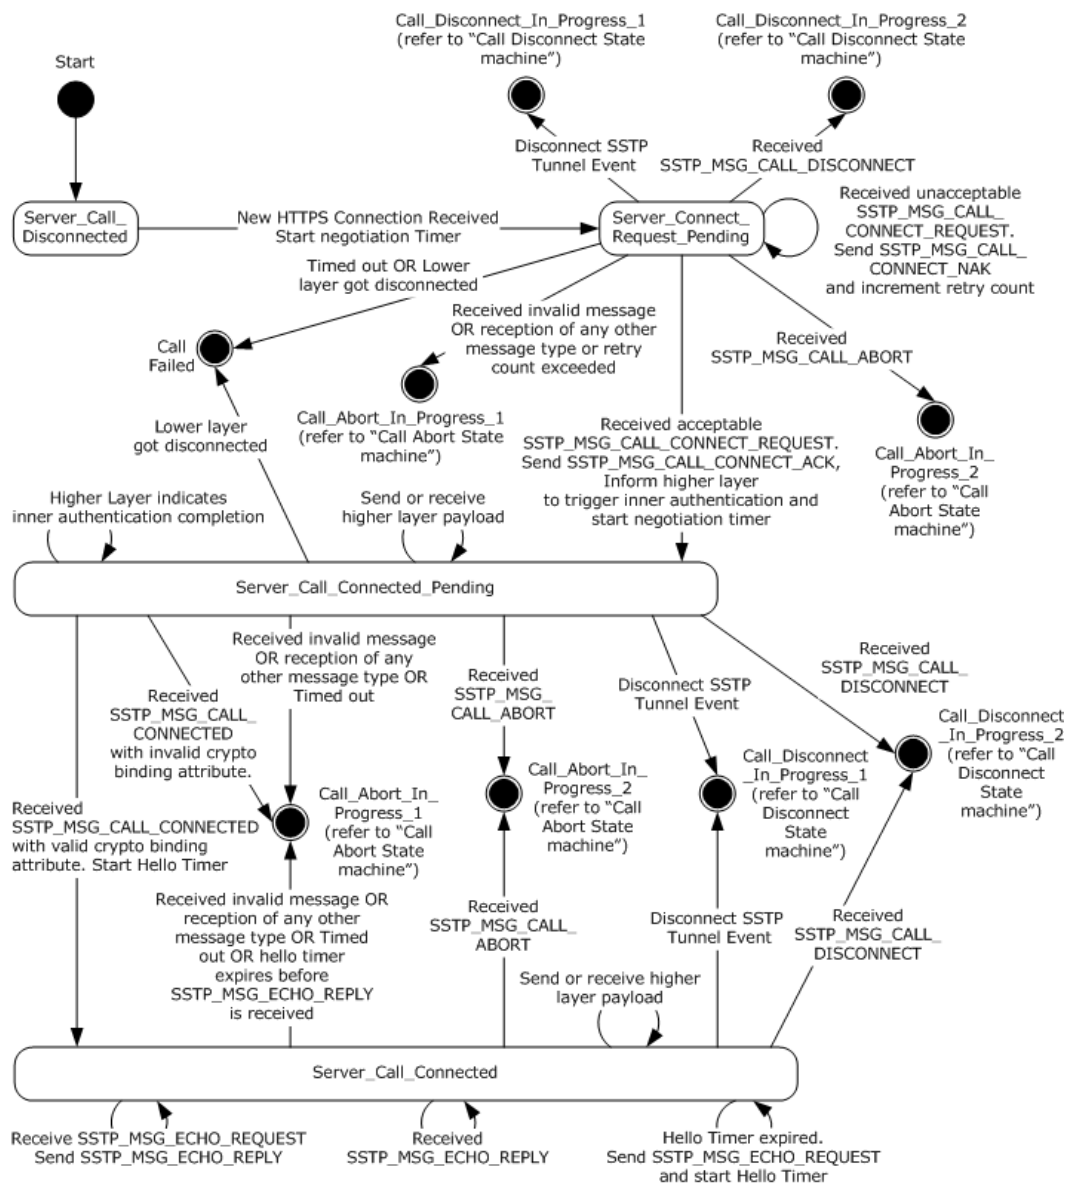 Call_Disconnect_In_Progress_1
(refer to “Call Disconnect State
machine”)
Call_Disconnect_In_Progress_2
(refer to “Call Disconnect State
machine”)
Start
Disconnect SSTP
Tunnel Event
Received
SSTP_MSG_CALL_DISCONNECT
Server_Call_
Disconnected
New HTTPS Connection Received
Start negotiation Timer
Server_Connect_
Request_Pending
Received unacceptable
SSTP_MSG_CALL_
CONNECT_REQUEST.
Send SSTP_MSG_CALL_
CONNECT_NAK
and increment retry count
Timed out OR Lower
layer got disconnected
Received invalid message
OR reception of any other
message type or retry
count exceeded
Received
SSTP_MSG_CALL_ABORT
Call
Failed
Call_Abort_In_Progress_1
(refer to “Call Abort State
machine”)
Lower layer
got disconnected
Received acceptable
SSTP_MSG_CALL_CONNECT_REQUEST.
Send SSTP_MSG_CALL_CONNECT_ACK,
Inform higher layer
to trigger inner authentication and
start negotiation timer
Call_Abort_In_
Progress_2
(refer to “Call
Abort State
machine”)
Higher Layer indicates
inner authentication completion
Send or receive
higher layer payload
Server_Call_Connected_Pending
Received invalid message
OR reception of any
other message type OR
Timed out
Received
SSTP_MSG_CALL_
CONNECTED
with invalid crypto
binding attribute.
Received
SSTP_MSG_
CALL_ABORT
Disconnect SSTP
Tunnel Event
Received
SSTP_MSG_CALL_
DISCONNECT
Call_Disconnect
_In_Progress_2
(refer to “Call
Disconnect
State
machine”)
Received
SSTP_MSG_CALL_CONNECTED
with valid crypto binding
attribute. Start Hello Timer
Call_Abort_In_
Progress_1
(refer to “Call
Abort State
machine”)
Call_Abort_In_
Progress_2
(refer to “Call
Abort State
machine”)
Call_Disconnect
_In_Progress_1
(refer to “Call
Disconnect
State
machine”)
Received invalid message OR
reception of any other
message type OR Timed
out OR hello timer
expires before
SSTP_MSG_ECHO_REPLY
is received
Received
SSTP_MSG_CALL_
ABORT
Disconnect SSTP
Tunnel Event
Received
SSTP_MSG_CALL_
DISCONNECT
Send or receive higher
layer payload
Server_Call_Connected
Receive SSTP_MSG_ECHO_REQUEST
Send SSTP_MSG_ECHO_REPLY
Received
SSTP_MSG_ECHO_REPLY
Hello Timer expired.
Send SSTP_MSG_ECHO_REQUEST
and start Hello Timer